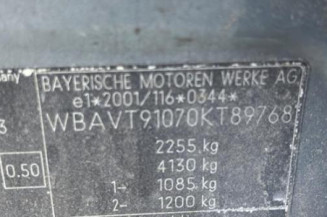 BAYERISCHE MOTOREN WERKE AG
e1*2001/116*0344*
WBAVT91070KT89768
2255 kg
4130 kg
0.50
1- 1085 kg
2- 1200 kg